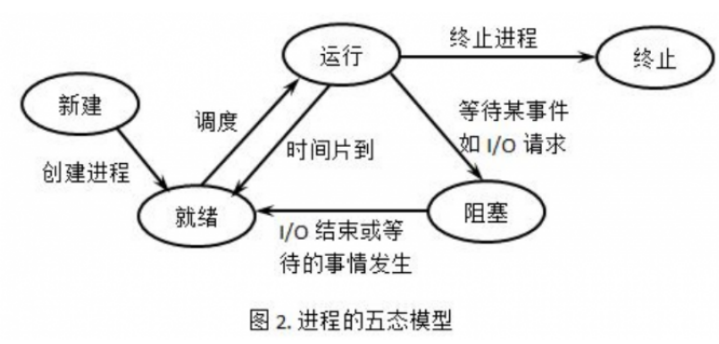 运行
终止进程
终止
新建
调度
时间片到
等待某事件
如 I/O 请求
创建进程
就绪
阻塞
I/O 结束或等
待的事情发生
图 2. 进程的五态模型